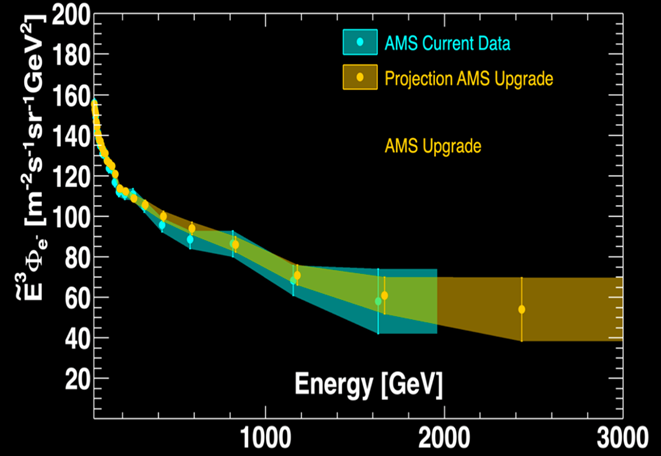 200
180
160
140
120
100
80
60
40
20
Ẽ³Φe⁻ [m⁻²s⁻¹sr⁻¹GeV²]
AMS Current Data
Projection AMS Upgrade
AMS Upgrade
Energy [GeV]
1000 2000 3000